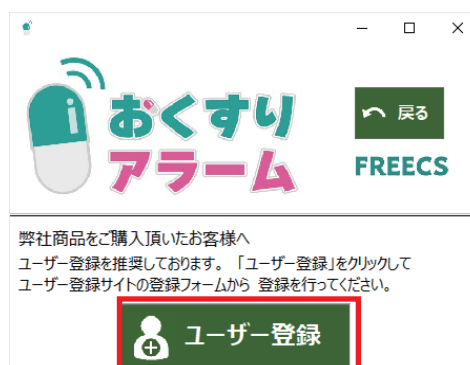 i
おくすり
アラーム
戻る
FREECS
弊社商品をご購入頂いたお客様へ
ユーザー登録を推奨しております。「ユーザー登録」をクリックして
ユーザー登録サイトの登録フォームから 登録を行ってください。
ユーザー登録